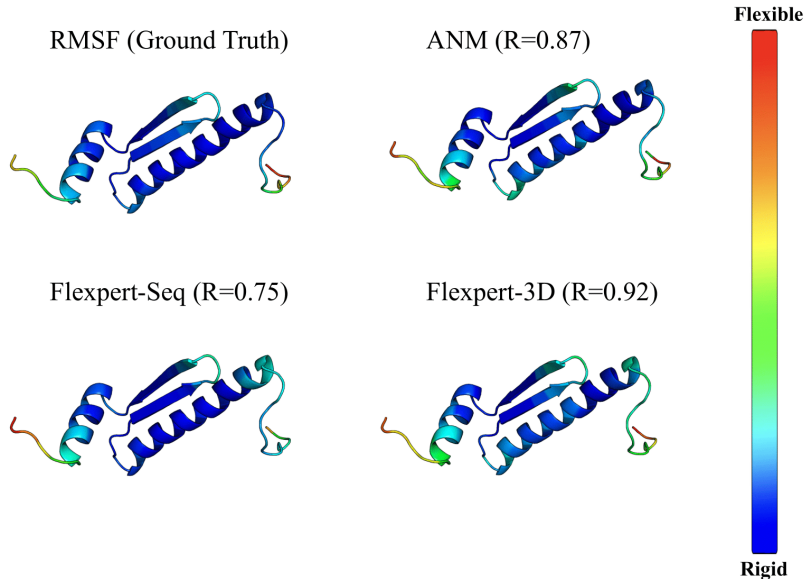 Flexible
RMSF (Ground Truth)
ANM (R=0.87)
Flexpert-Seq (R=0.75)
Flexpert-3D (R=0.92)
Rigid